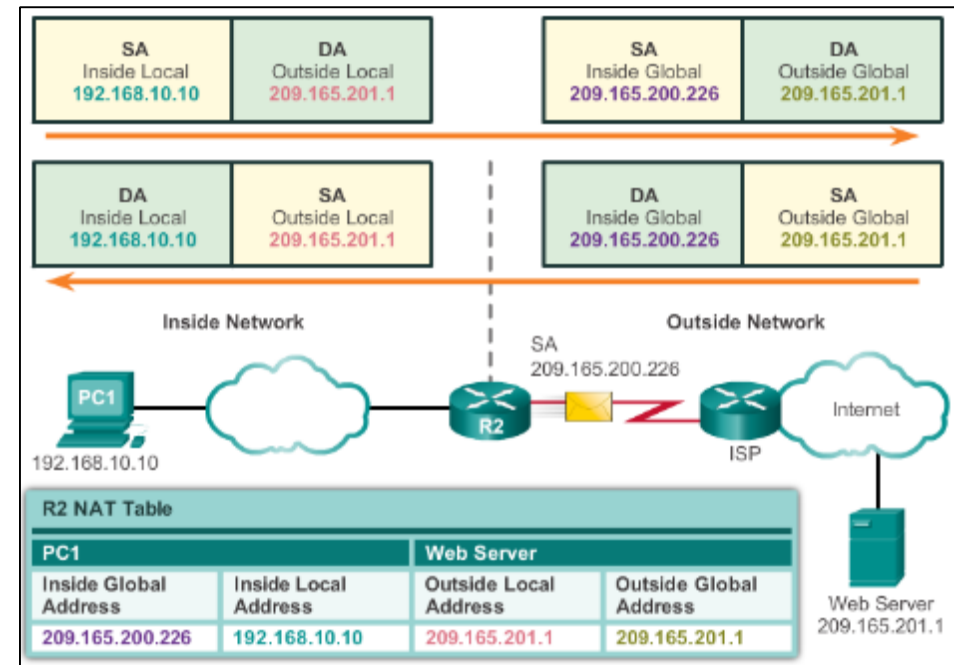 SA
Inside Local
192.168.10.10
DA
Outside Local
209.165.201.1
SA
Inside Global
209.165.200.226
DA
Outside Global
209.165.201.1
DA
Inside Local
192.168.10.10
SA
Outside Local
209.165.201.1
DA
Inside Global
209.165.200.226
SA
Outside Global
209.165.201.1
Inside Network
Outside Network
SA
209.165.200.226
PC1
192.168.10.10
R2
ISP
Internet
Web Server
209.165.201.1
R2 NAT Table
PC1
Web Server
Inside Global
Address
Inside Local
Address
Outside Local
Address
Outside Global
Address
209.165.200.226
192.168.10.10
209.165.201.1
209.165.201.1